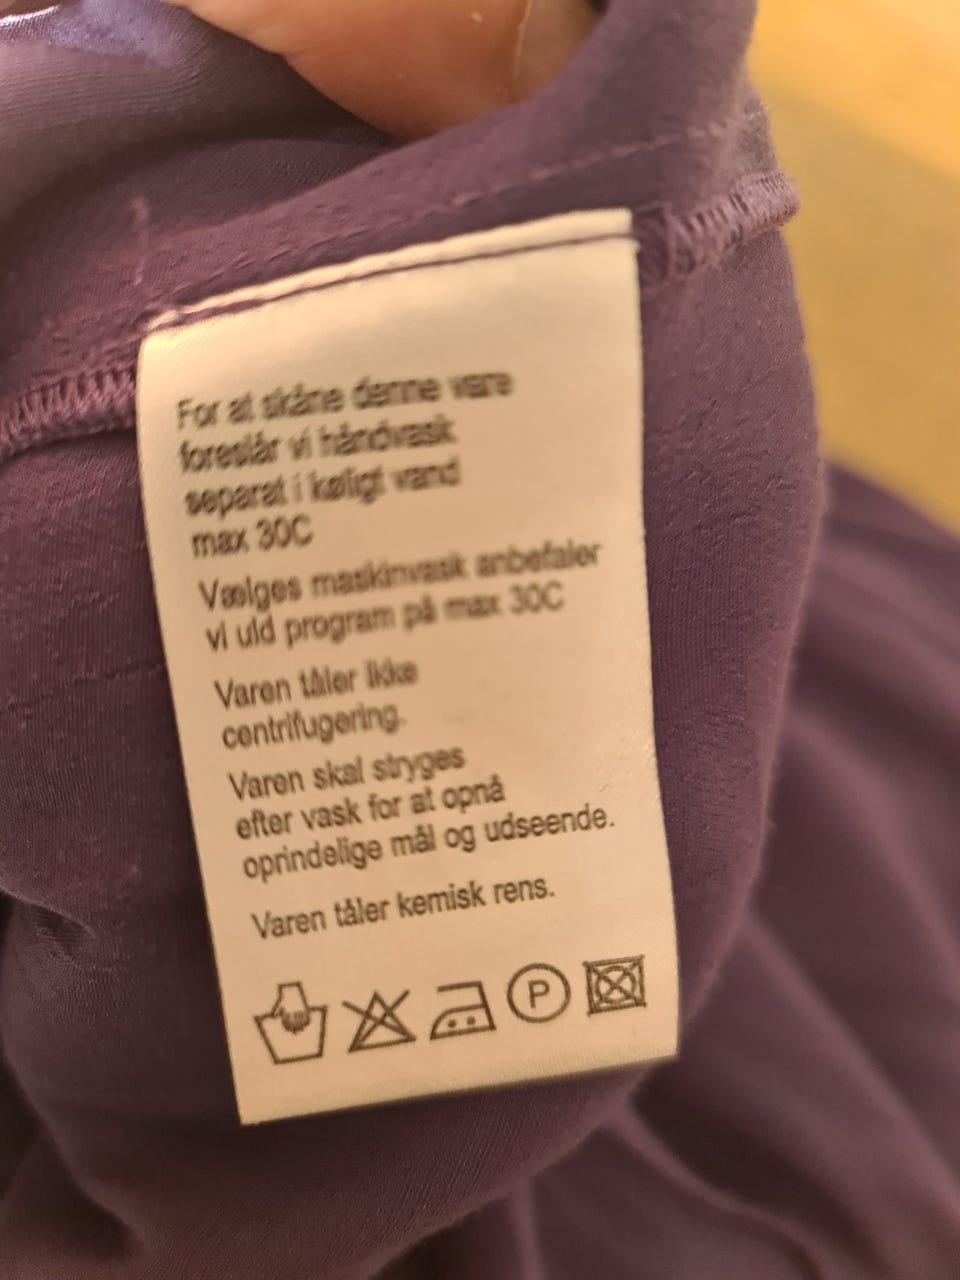 For at skåne denne vare
foreslår vi håndvask
separat i køligt vand
max 30C
Vælges maskinvask anbefaler
vi uld program på max 30C
Varen tåler ikke
centrifugering.
Varen skal stryges
efter vask for at opnå
oprindelige mål og udseende.
Varen tåler kemisk rens.
P